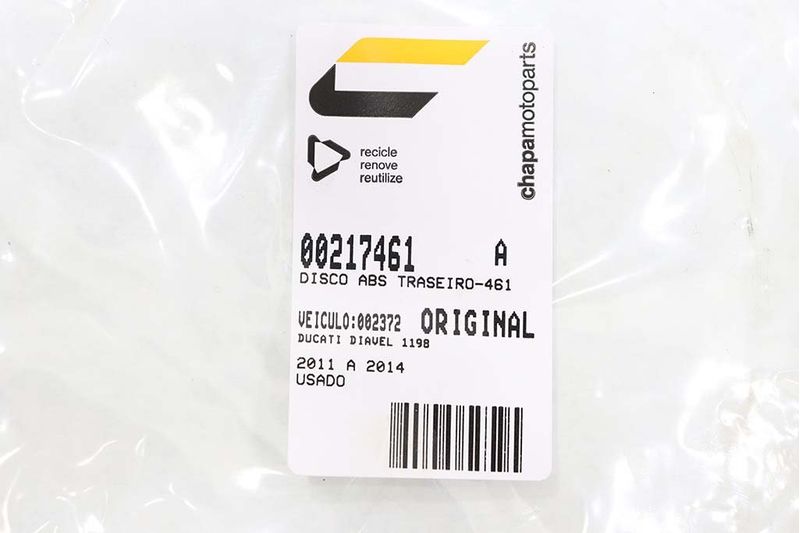 chapamotoparts
recicle
renove
reutilize
00217461 A
DISCO ABS TRASEIRO-461
VEICULO:002372 ORIGINAL
DUCATI DIAVEL 1198
2011 A 2014
USADO